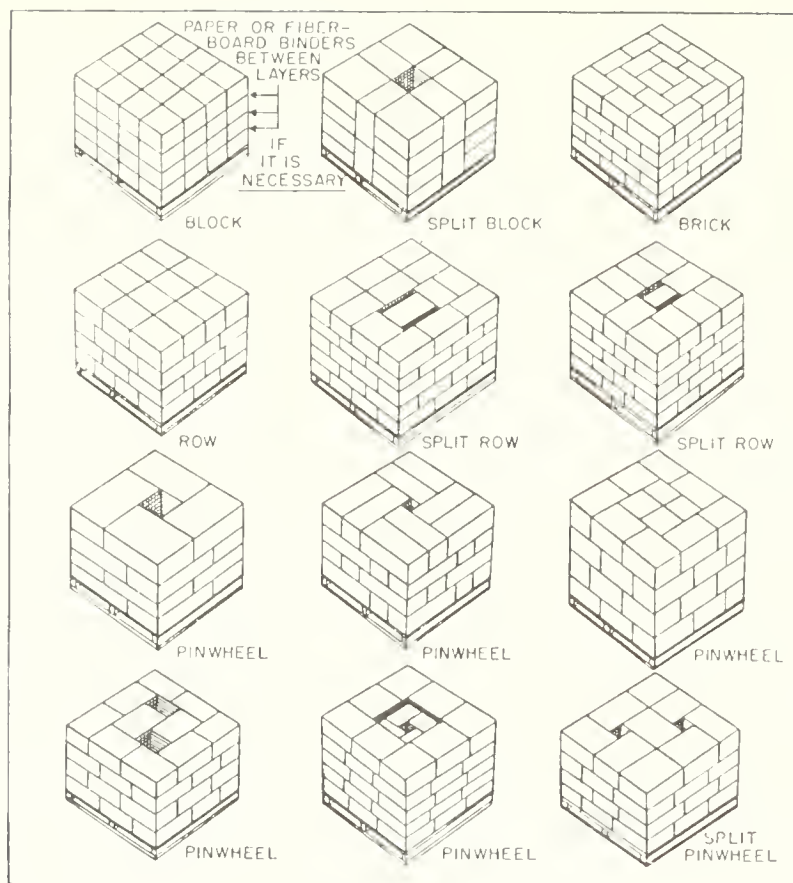 PAPER OR FIBER-
BOARD BINDERS
BETWEEN
LAYERS
IF
IT IS
NECESSARY
BLOCK
SPLIT BLOCK
BRICK
ROW
SPLIT ROW
SPLIT ROW
PINWHEEL
PINWHEEL
PINWHEEL
PINWHEEL
PINWHEEL
SPLIT
PINWHEEL